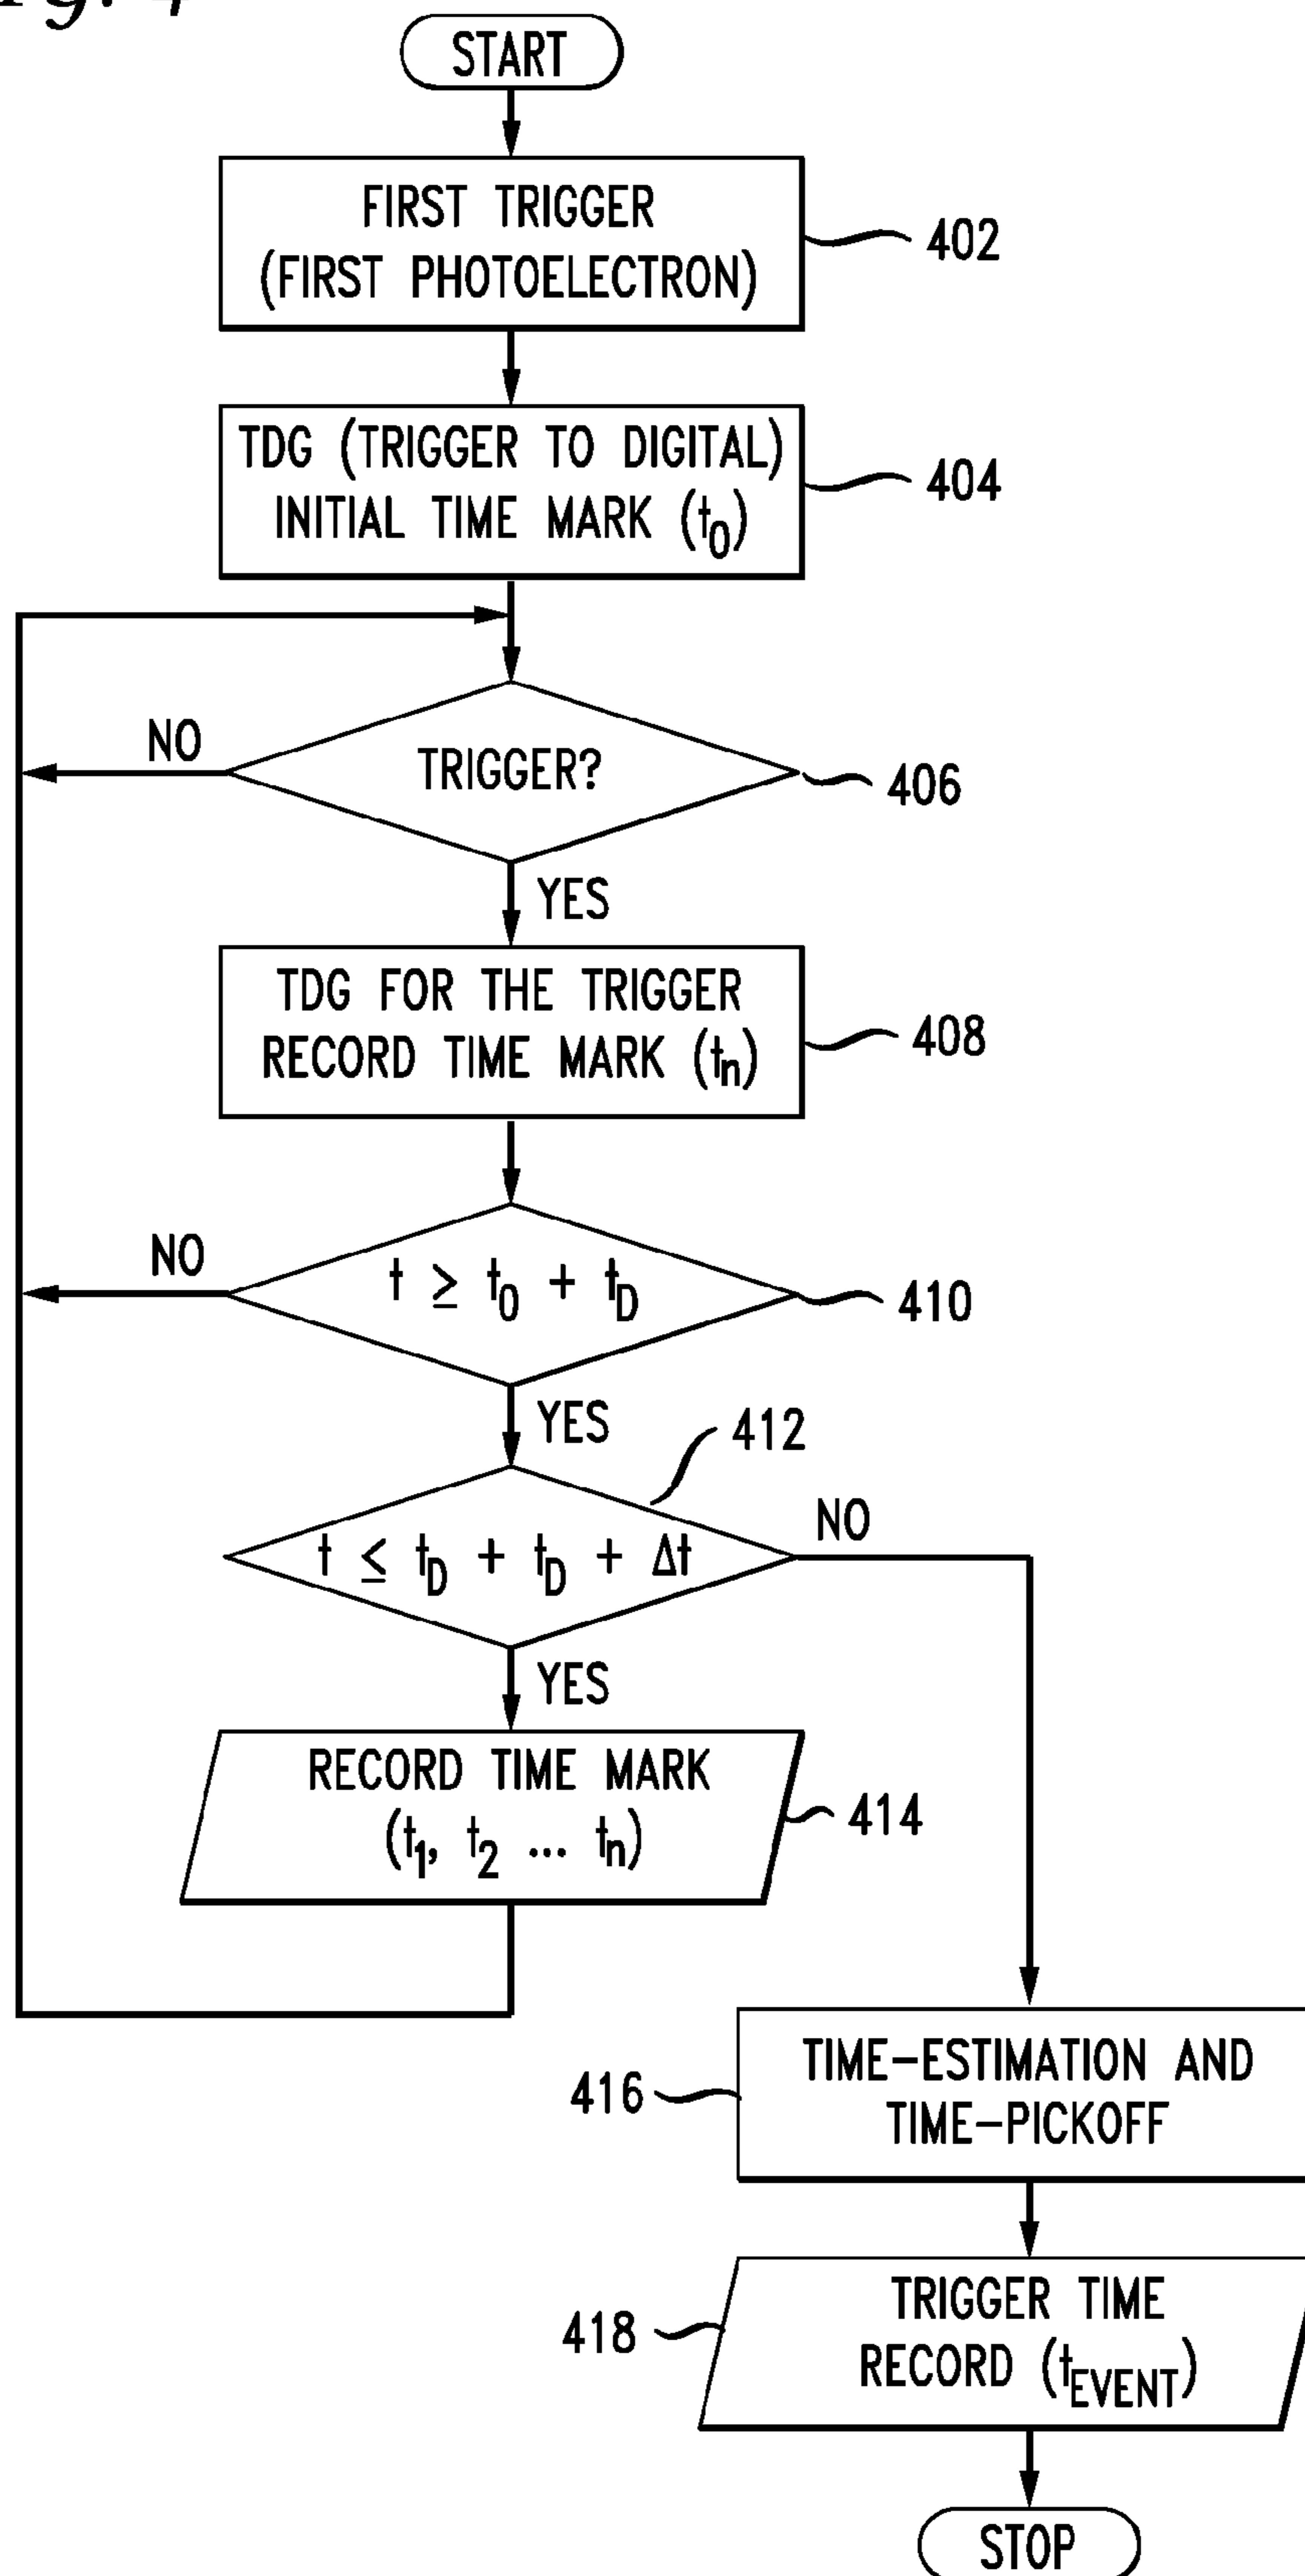 START
FIRST TRIGGER
(FIRST PHOTOELECTRON)
402
TDG (TRIGGER TO DIGITAL)
INITIAL TIME MARK (t0)
404
TRIGGER?
NO
406
YES
TDG FOR THE TRIGGER
RECORD TIME MARK (tn)
408
NO
t ≥ t0 + tD
410
YES
412
t ≤ tD + tD + Δt
NO
YES
RECORD TIME MARK
(t1, t2 ... tn)
414
TIME-ESTIMATION AND
TIME-PICKOFF
416
TRIGGER TIME
RECORD (tEVENT)
418
STOP